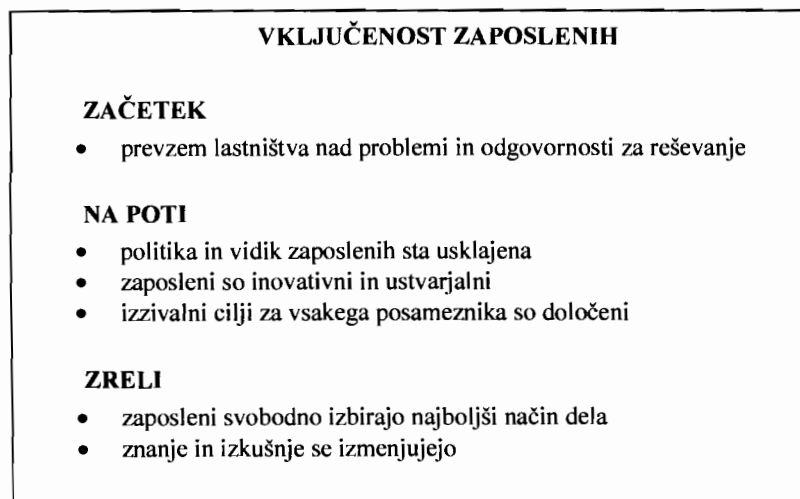 VKLJUČENOST ZAPOSLENIH
ZAČETEK
• prevzem lastništva nad problemi in odgovornosti za reševanje
NA POTI
• politika in vidik zaposlenih sta usklajena
• zaposleni so inovativni in ustvarjalni
• izzivalni cilji za vsakega posameznika so določeni
ZRELI
• zaposleni svobodno izbirajo najboljši način dela
• znanje in izkušnje se izmenjujejo